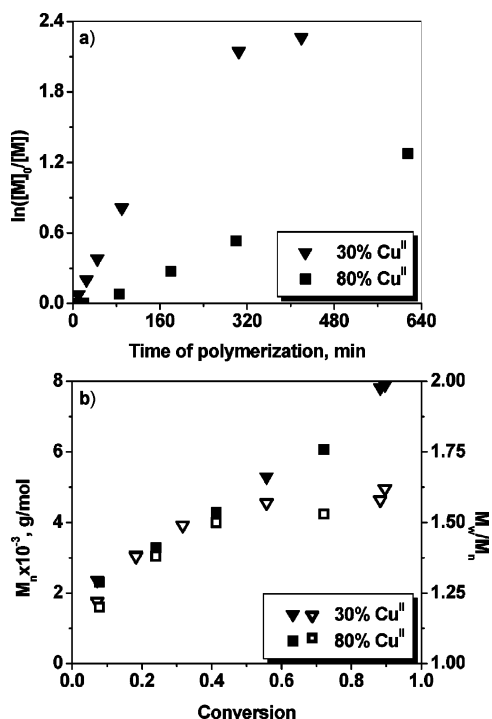 a)
2.4
1.8
1.2
0.6
0.0
ln([M]0/[M])
30% CuII
80% CuII
0 160 320 480 640
Time of polymerization, min
b)
8
6
4
2
0
Mnx10-3, g/mol
2.00
1.75
1.50
1.25
1.00
Mw/Mn
30% CuII
80% CuII
0.0 0.2 0.4 0.6 0.8 1.0
Conversion